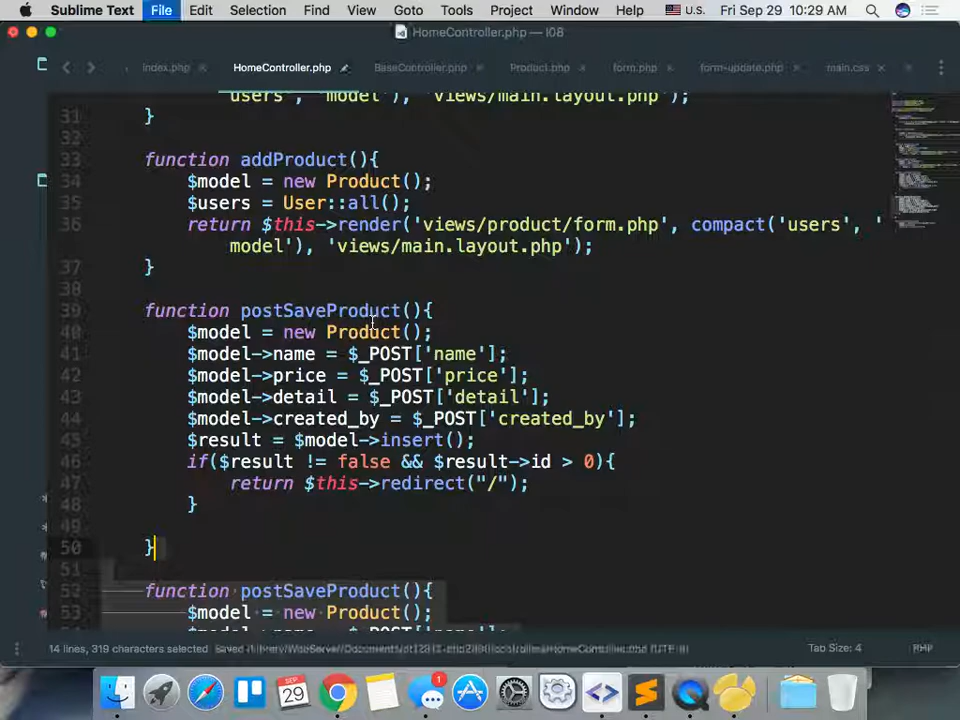 Sublime Text File Edit Selection Find View Goto Tools Project Window Help U.S. Fri Sep 29 10:29 AM
HomeController.php — l08
index.php HomeController.php BaseController.php Product.php form.php form-update.php main.css
users', 'model'), 'views/main.layout.php');
31 }
32
33 function addProduct(){
34 $model = new Product();
35 $users = User::all();
36 return $this->render('views/product/form.php', compact('users', '
model'), 'views/main.layout.php');
37 }
38
39 function postSaveProduct(){
40 $model = new Product();
41 $model->name = $_POST['name'];
42 $model->price = $_POST['price'];
43 $model->detail = $_POST['detail'];
44 $model->created_by = $_POST['created_by'];
45 $result = $model->insert();
46 if($result != false && $result->id > 0){
47 return $this->redirect("/");
48 }
49
50 }
51
52 function postSaveProduct(){
53 $model = new Product();
14 lines, 319 characters selected
Tab Size: 4 PHP
SEP
29
1